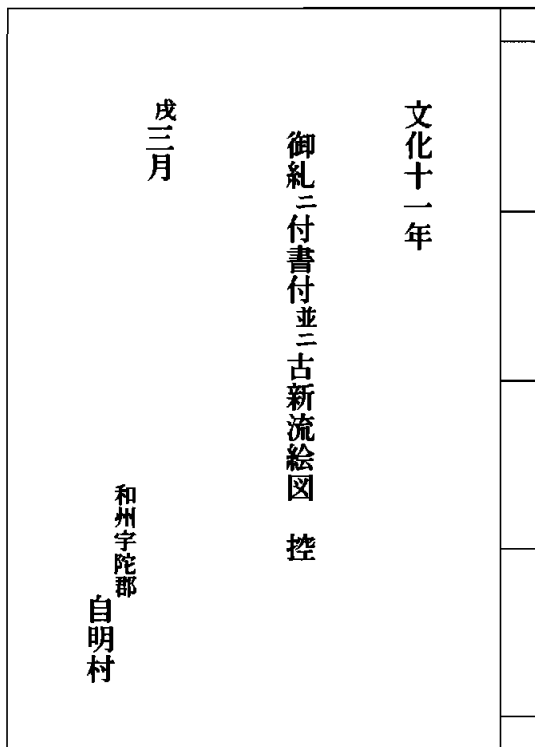 文化十一年
御糺ニ付書付並ニ古新流絵図　控
戌三月
和州宇陀郡
自明村